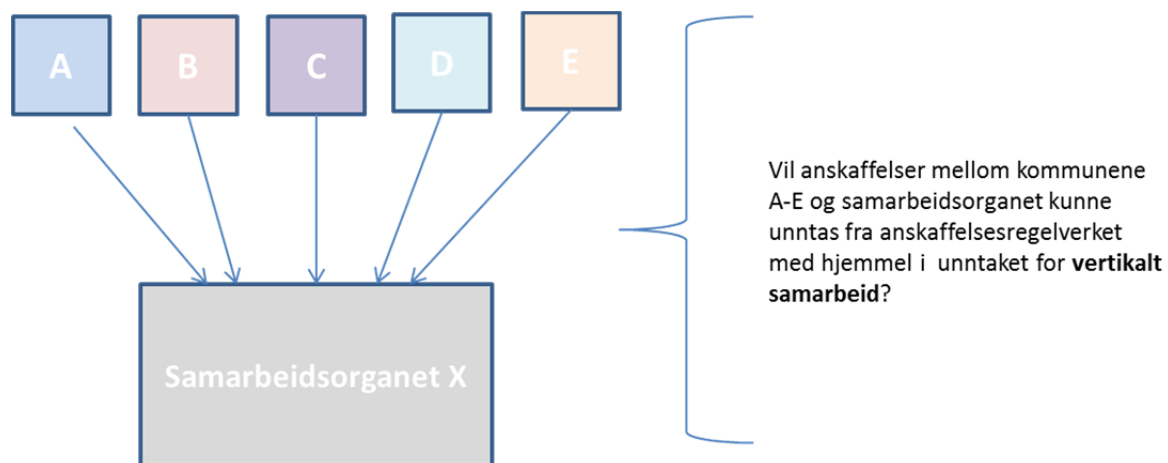 A
B
C
D
E
Vil anskaffelser mellom kommunene
A-E og samarbeidsorganet kunne
unntas fra anskaffelsesregelverket
med hjemmel i unntaket for vertikalt
samarbeid?
Samarbeidsorganet X